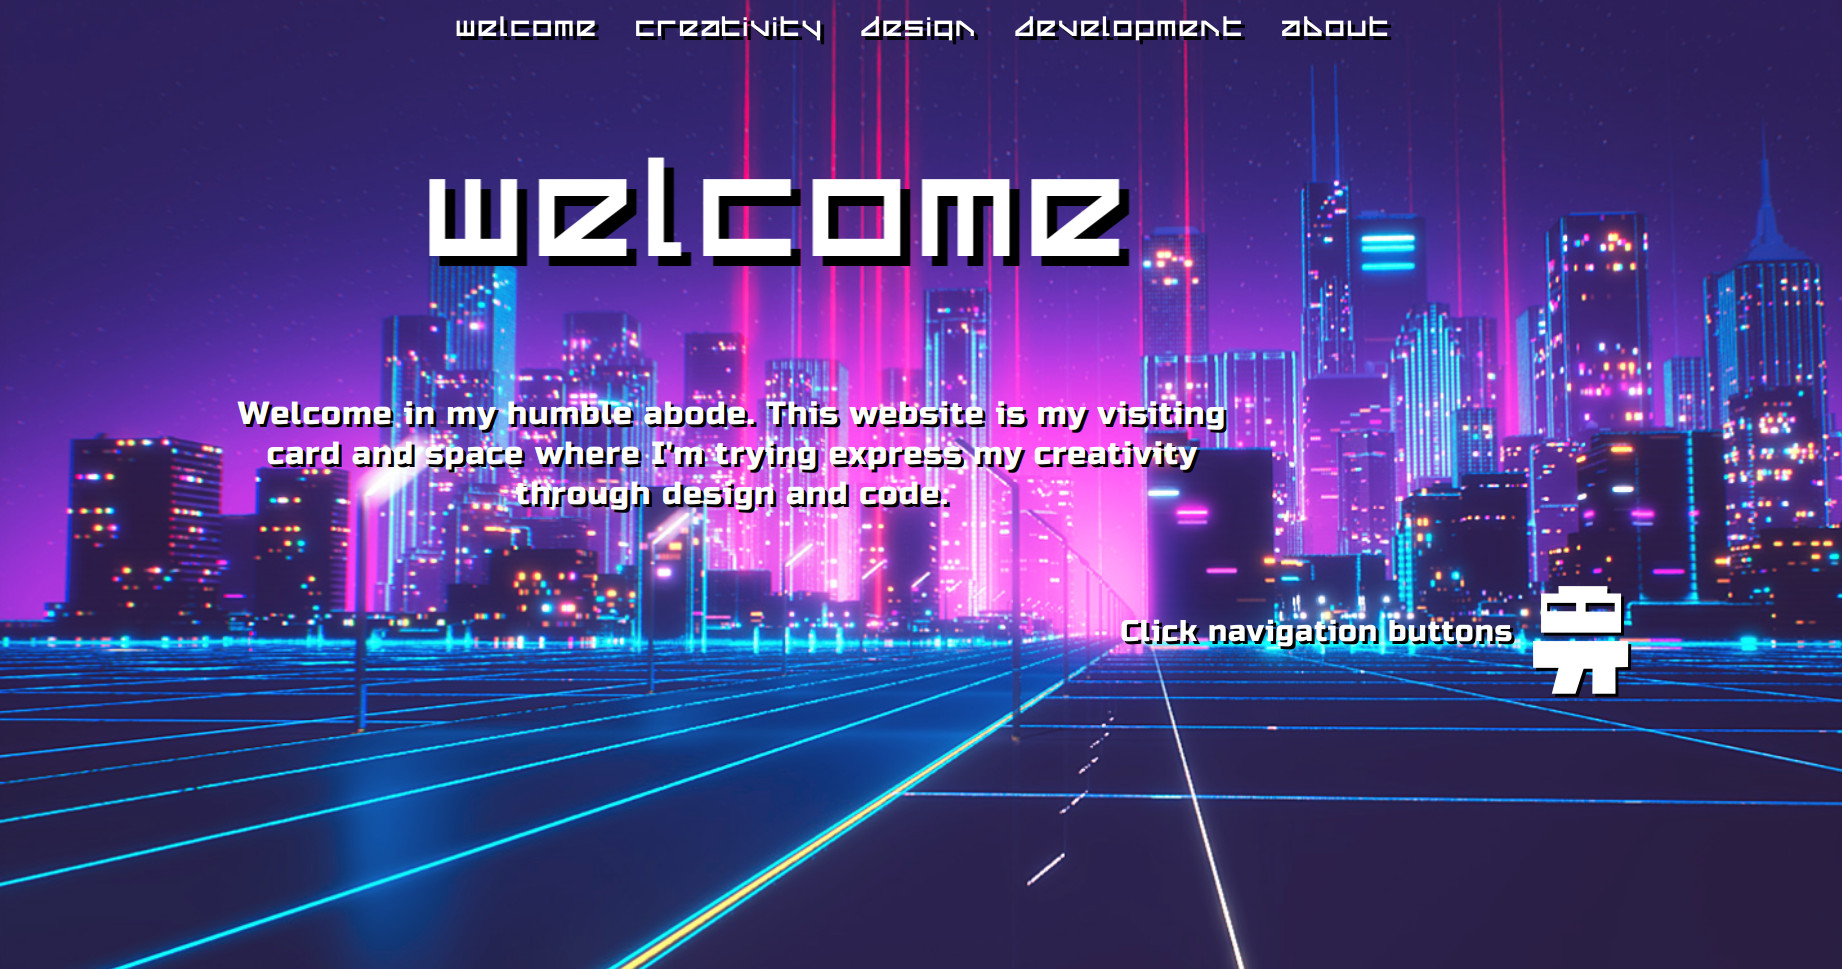 welcome creativity design development about
welcome
Welcome in my humble abode. This website is my visiting
card and space where I'm trying express my creativity
through design and code.
Click navigation buttons